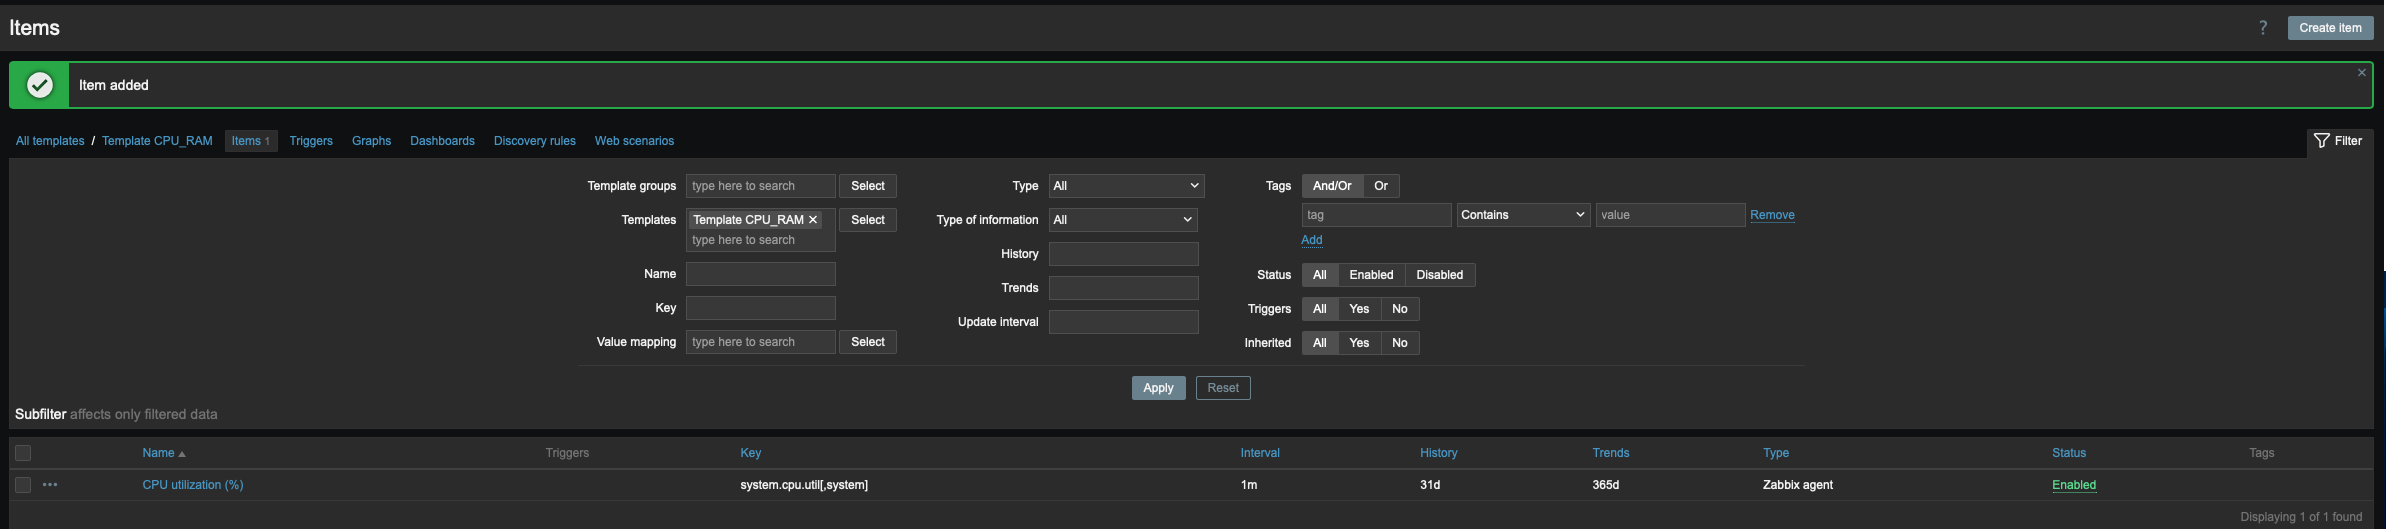 Items
? Create item
Item added
All templates / Template CPU_RAM Items 1 Triggers Graphs Dashboards Discovery rules Web scenarios Filter
Template groups type here to search Select Type All Tags And/Or Or
Templates Template CPU_RAM Select Type of information All tag Contains value Remove
type here to search Add
History
Name Status All Enabled Disabled
Trends
Key Triggers All Yes No
Update interval
Value mapping type here to search Select Inherited All Yes No
Apply Reset
Subfilter affects only filtered data
Name Triggers Key Interval History Trends Type Status Tags
CPU utilization (%) system.cpu.util[,system] 1m 31d 365d Zabbix agent Enabled
Displaying 1 of 1 found